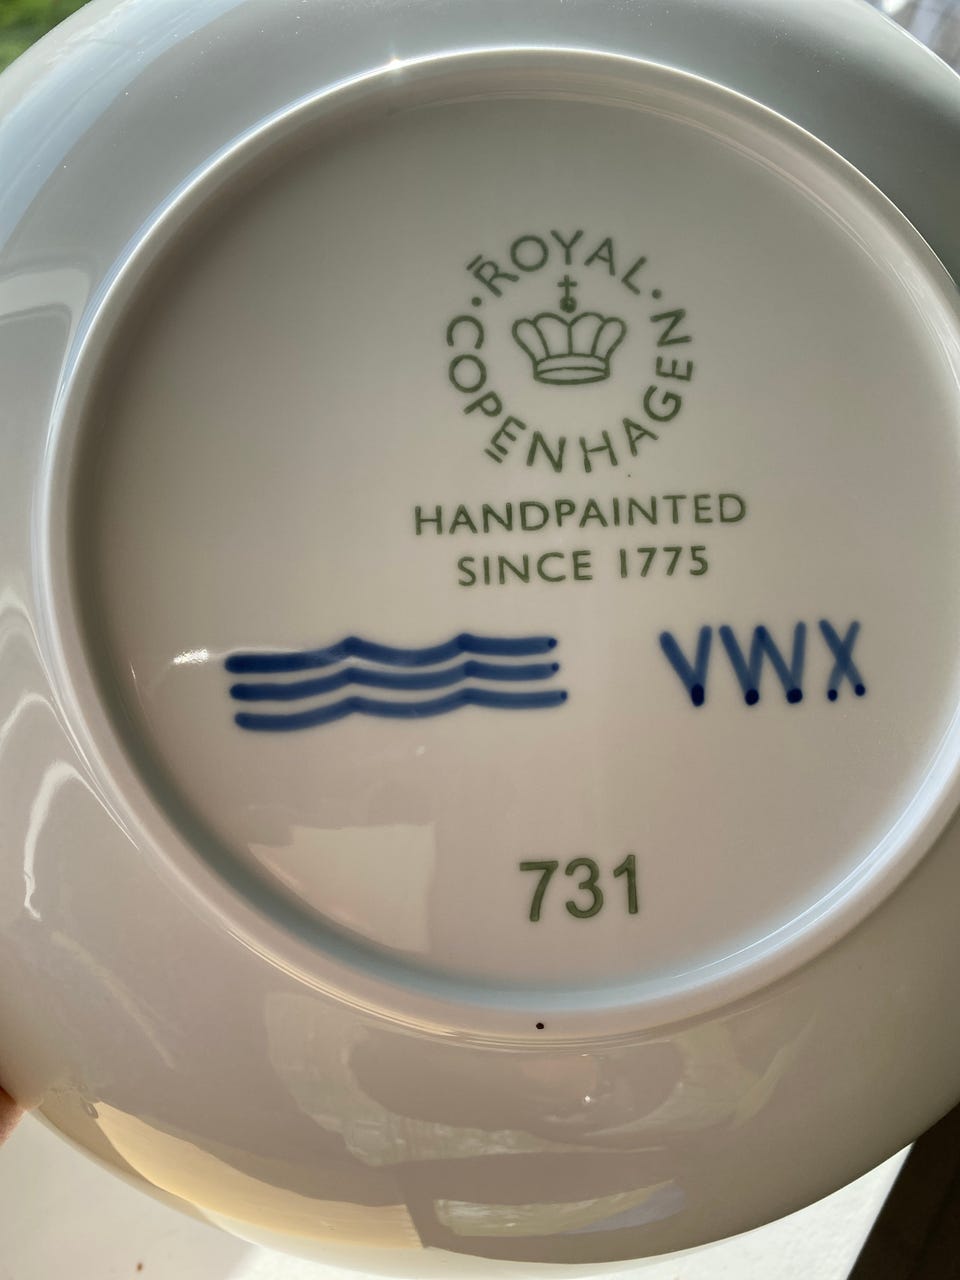 ROYAL
COPENHAGEN
HANDPAINTED
SINCE 1775
VWX
731